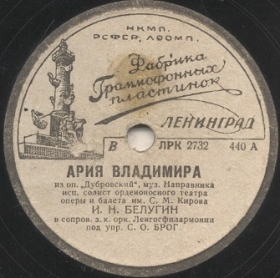 НКМП.
РСФСР, ЛООМП.
Фабрика
Граммофонных
пластинок
ЛЕНИНГРАД
В ЛРК 2732 440 А
АРИЯ ВЛАДИМИРА
из оп. „Дубровский", муз. Направника
исп. солист орденоносного театра
оперы и балета им. С. М. Кирова
И. Н. БЕЛУГИН
в сопров. з. к. орк. Ленгосфилармонии
под упр. С. О. БРОГ